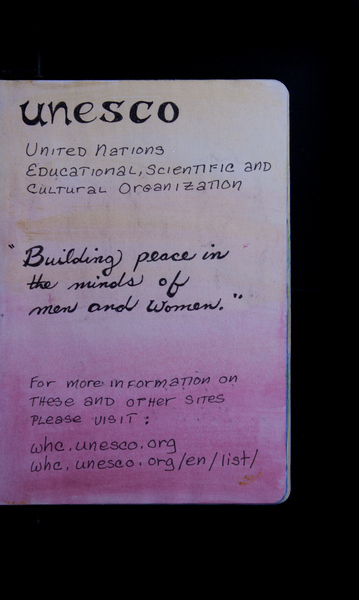 unesco
United Nations
Educational, Scientific and
Cultural Organization
"Building peace in
the minds of
men and women."
For more information on
these and other sites
please visit:
whc.unesco.org
whc.unesco.org/en/list/